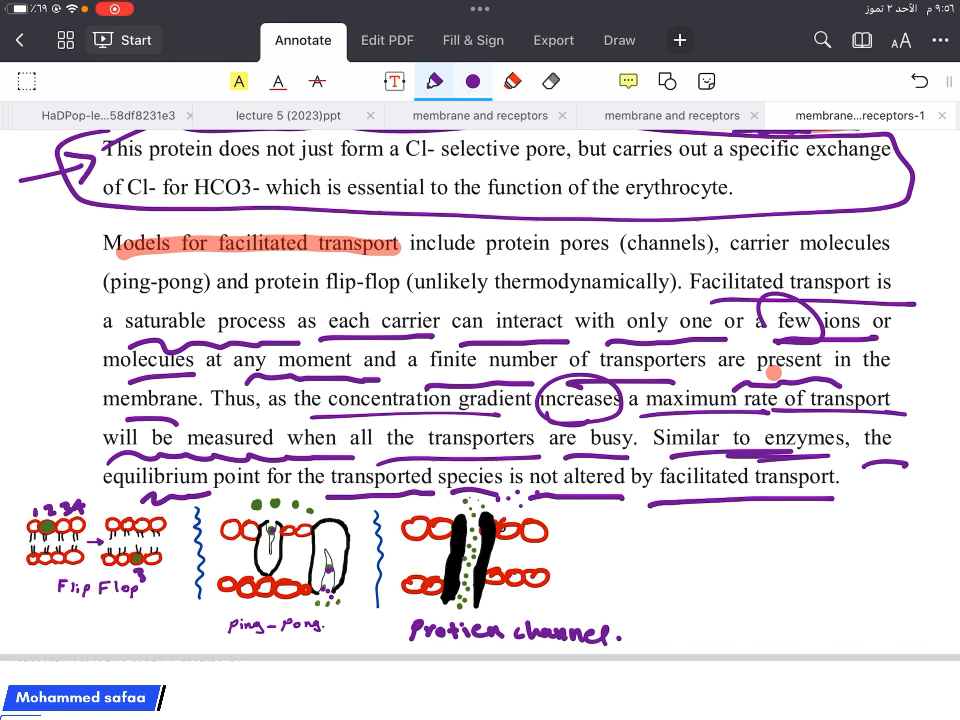 ٪٦٩ ٩:٥٦ م الأحد ٢ تموز
Start Annotate Edit PDF Fill & Sign Export Draw
A A A T
HaDPop-le...58df8231e3 × lecture 5 (2023)ppt × membrane and receptors × membrane and receptors × membrane...receptors-1 ×
This protein does not just form a Cl- selective pore, but carries out a specific exchange
of Cl- for HCO3- which is essential to the function of the erythrocyte.
Models for facilitated transport include protein pores (channels), carrier molecules
(ping-pong) and protein flip-flop (unlikely thermodynamically). Facilitated transport is
a saturable process as each carrier can interact with only one or a few ions or
molecules at any moment and a finite number of transporters are present in the
membrane. Thus, as the concentration gradient increases a maximum rate of transport
will be measured when all the transporters are busy. Similar to enzymes, the
equilibrium point for the transported species is not altered by facilitated transport.
1 2 3 4
Flip Flop
Ping-Pong.
Protien channel.
Mohammed safaa